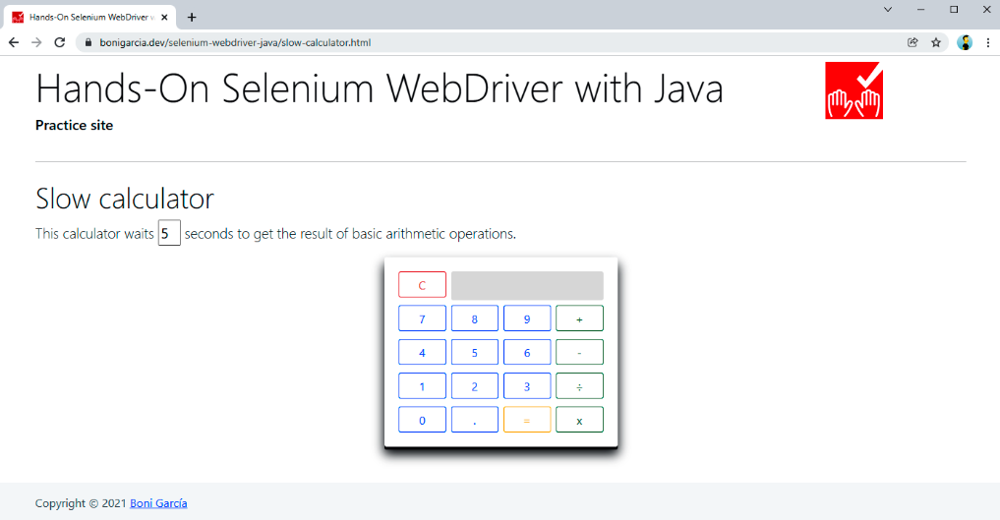 Hands-On Selenium WebDriver w
bonigarcia.dev/selenium-webdriver-java/slow-calculator.html
Hands-On Selenium WebDriver with Java
Practice site
Slow calculator
This calculator waits 5 seconds to get the result of basic arithmetic operations.
C
7 8 9 +
4 5 6 -
1 2 3 ÷
0 . = x
Copyright © 2021 Boni García